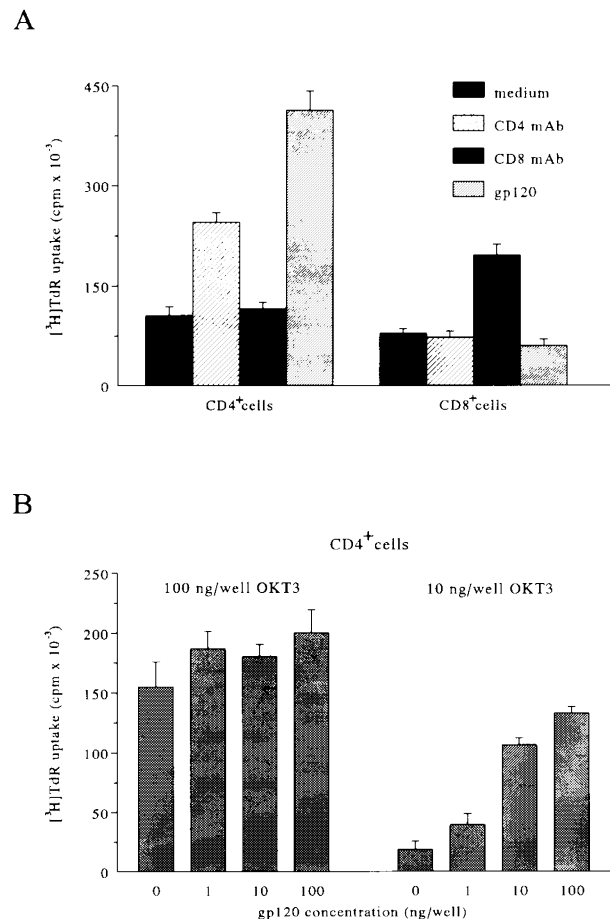 A
450
300
150
0
[³H]TdR uptake (cpm x 10⁻³)
medium
CD4 mAb
CD8 mAb
gp120
CD4⁺cells
CD8⁺cells
B
CD4⁺cells
250
200
150
100
50
0
[³H]TdR uptake (cpm x 10⁻³)
100 ng/well OKT3
10 ng/well OKT3
0 1 10 100 0 1 10 100
gp120 concentration (ng/well)